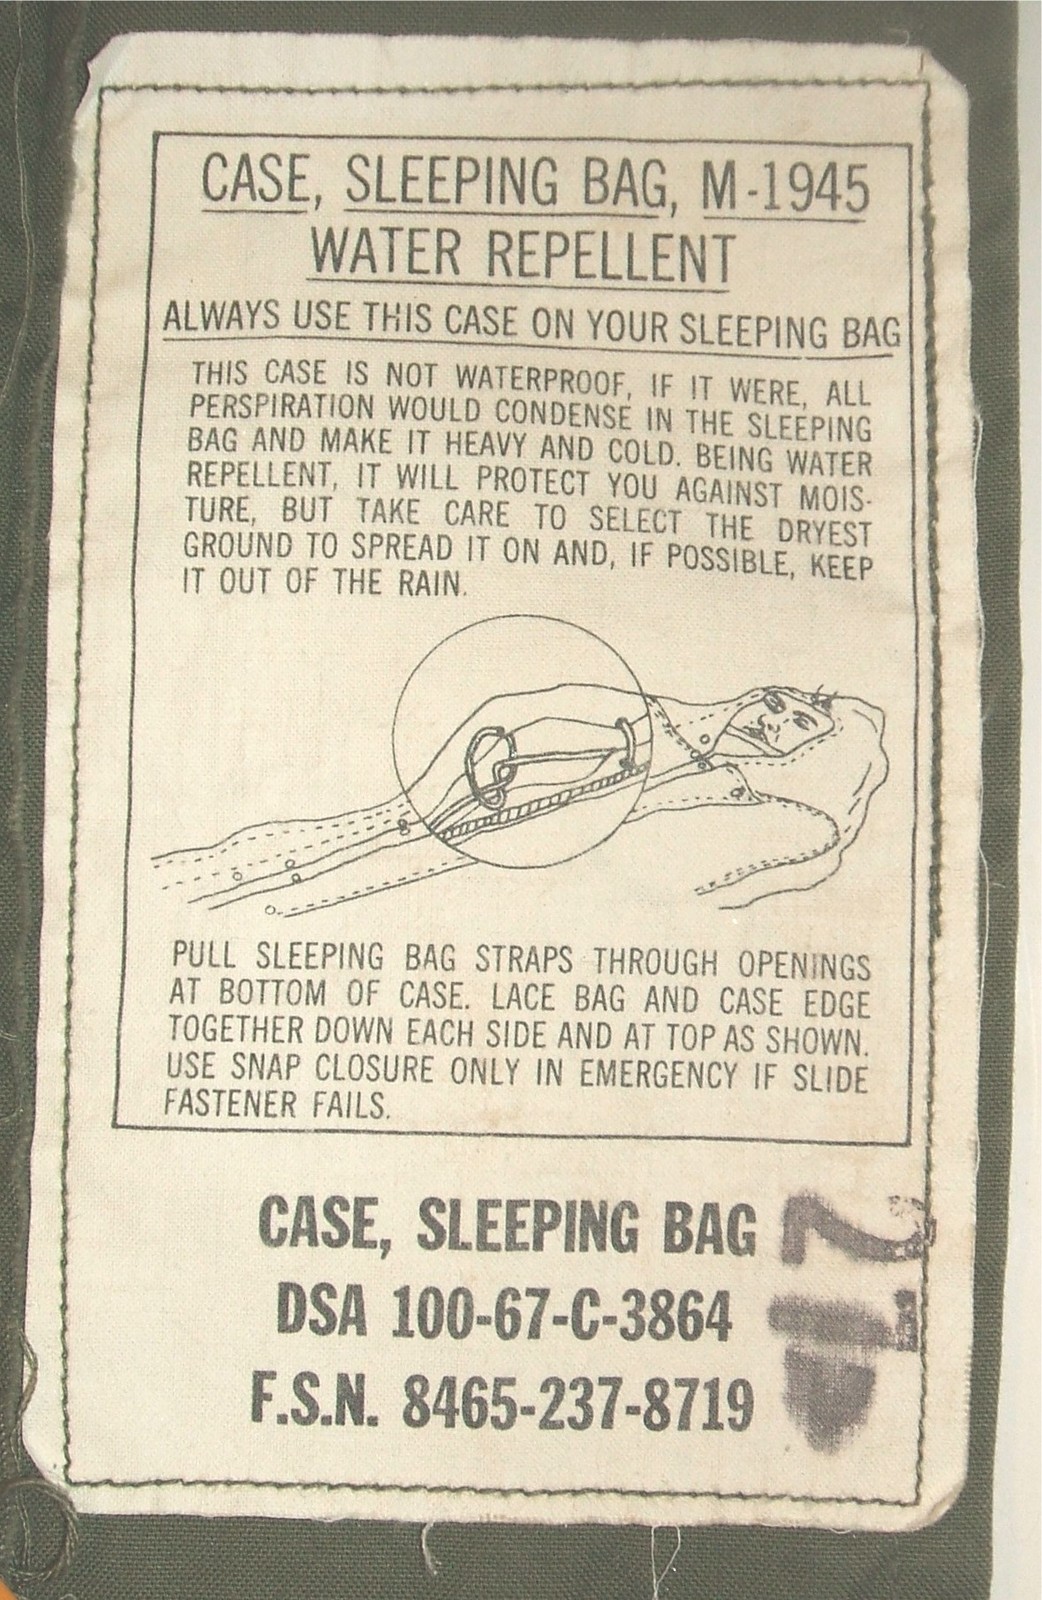 CASE, SLEEPING BAG, M-1945
WATER REPELLENT
ALWAYS USE THIS CASE ON YOUR SLEEPING BAG
THIS CASE IS NOT WATERPROOF, IF IT WERE, ALL
PERSPIRATION WOULD CONDENSE IN THE SLEEPING
BAG AND MAKE IT HEAVY AND COLD. BEING WATER
REPELLENT, IT WILL PROTECT YOU AGAINST MOIS-
TURE, BUT TAKE CARE TO SELECT THE DRYEST
GROUND TO SPREAD IT ON AND, IF POSSIBLE, KEEP
IT OUT OF THE RAIN.
PULL SLEEPING BAG STRAPS THROUGH OPENINGS
AT BOTTOM OF CASE. LACE BAG AND CASE EDGE
TOGETHER DOWN EACH SIDE AND AT TOP AS SHOWN.
USE SNAP CLOSURE ONLY IN EMERGENCY IF SLIDE
FASTENER FAILS.
CASE, SLEEPING BAG
DSA 100-67-C-3864
F.S.N. 8465-237-8719